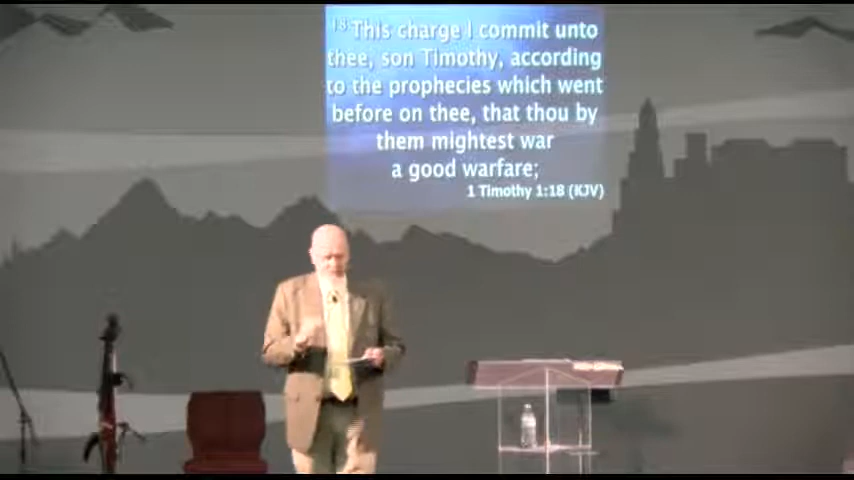 18 This charge I commit unto
thee, son Timothy, according
to the prophecies which went
before on thee, that thou by
them mightest war
a good warfare;
1 Timothy 1:18 (KJV)